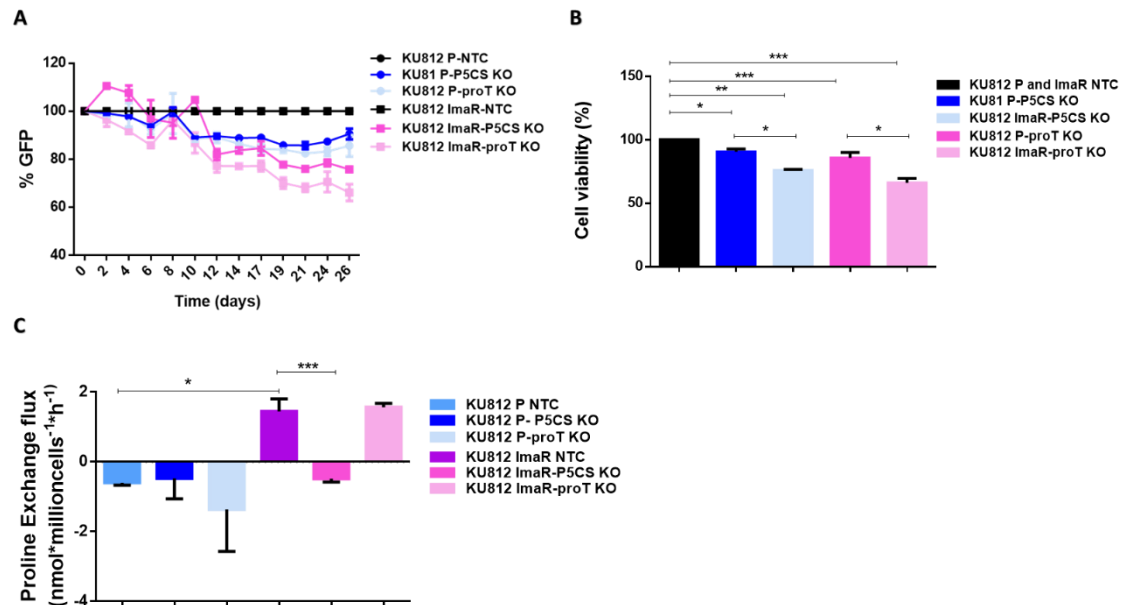 A
% GFP
120
100
80
60
40
0
2
4
6
8
10
12
14
17
19
21
24
26
Time (days)
KU812 P-NTC
KU81 P-P5CS KO
KU812 P-proT KO
KU812 ImaR-NTC
KU812 ImaR-P5CS KO
KU812 ImaR-proT KO
B
Cell viability (%)
150
100
50
0
***
***
**
*
*
*
KU812 P and ImaR NTC
KU81 P-P5CS KO
KU812 ImaR-P5CS KO
KU812 P-proT KO
KU812 ImaR-proT KO
C
Proline Exchange flux
(nmol*millioncells⁻¹*h⁻¹)
2
0
-2
-4
*
***
KU812 P NTC
KU812 P- P5CS KO
KU812 P-proT KO
KU812 ImaR NTC
KU812 ImaR-P5CS KO
KU812 ImaR-proT KO